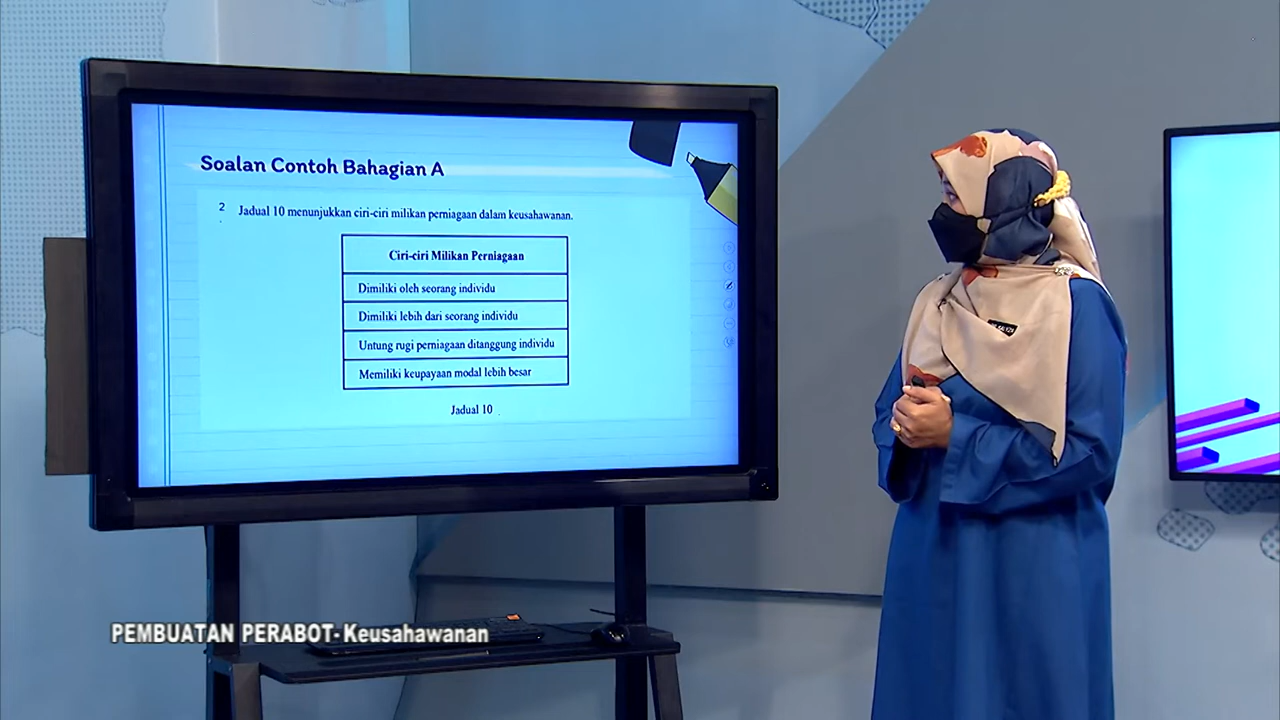 Soalan Contoh Bahagian A
2 Jadual 10 menunjukkan ciri-ciri milikan perniagaan dalam keusahawanan.
.
Ciri-ciri Milikan Perniagaan
Dimiliki oleh seorang individu
Dimiliki lebih dari seorang individu
Untung rugi perniagaan ditanggung individu
Memiliki keupayaan modal lebih besar
Jadual 10
PEMBUATAN PERABOT- Keusahawanan